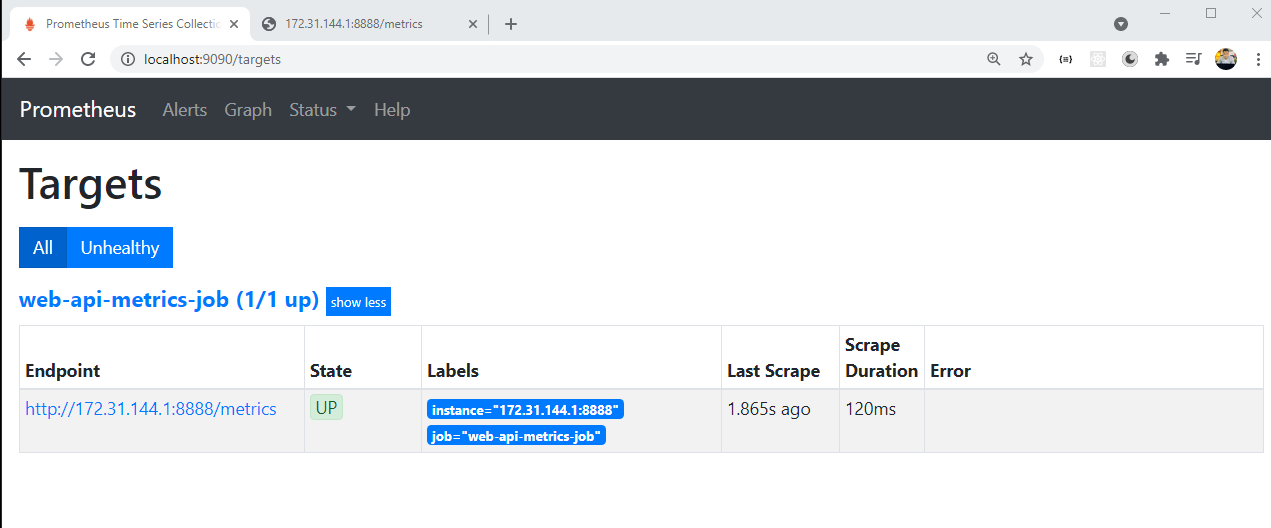 Prometheus Time Series Collectio
172.31.144.1:8888/metrics
localhost:9090/targets
Prometheus Alerts Graph Status Help
Targets
All Unhealthy
web-api-metrics-job (1/1 up) show less
Endpoint State Labels Last Scrape Scrape Duration Error
http://172.31.144.1:8888/metrics UP instance="172.31.144.1:8888" 1.865s ago 120ms
job="web-api-metrics-job"